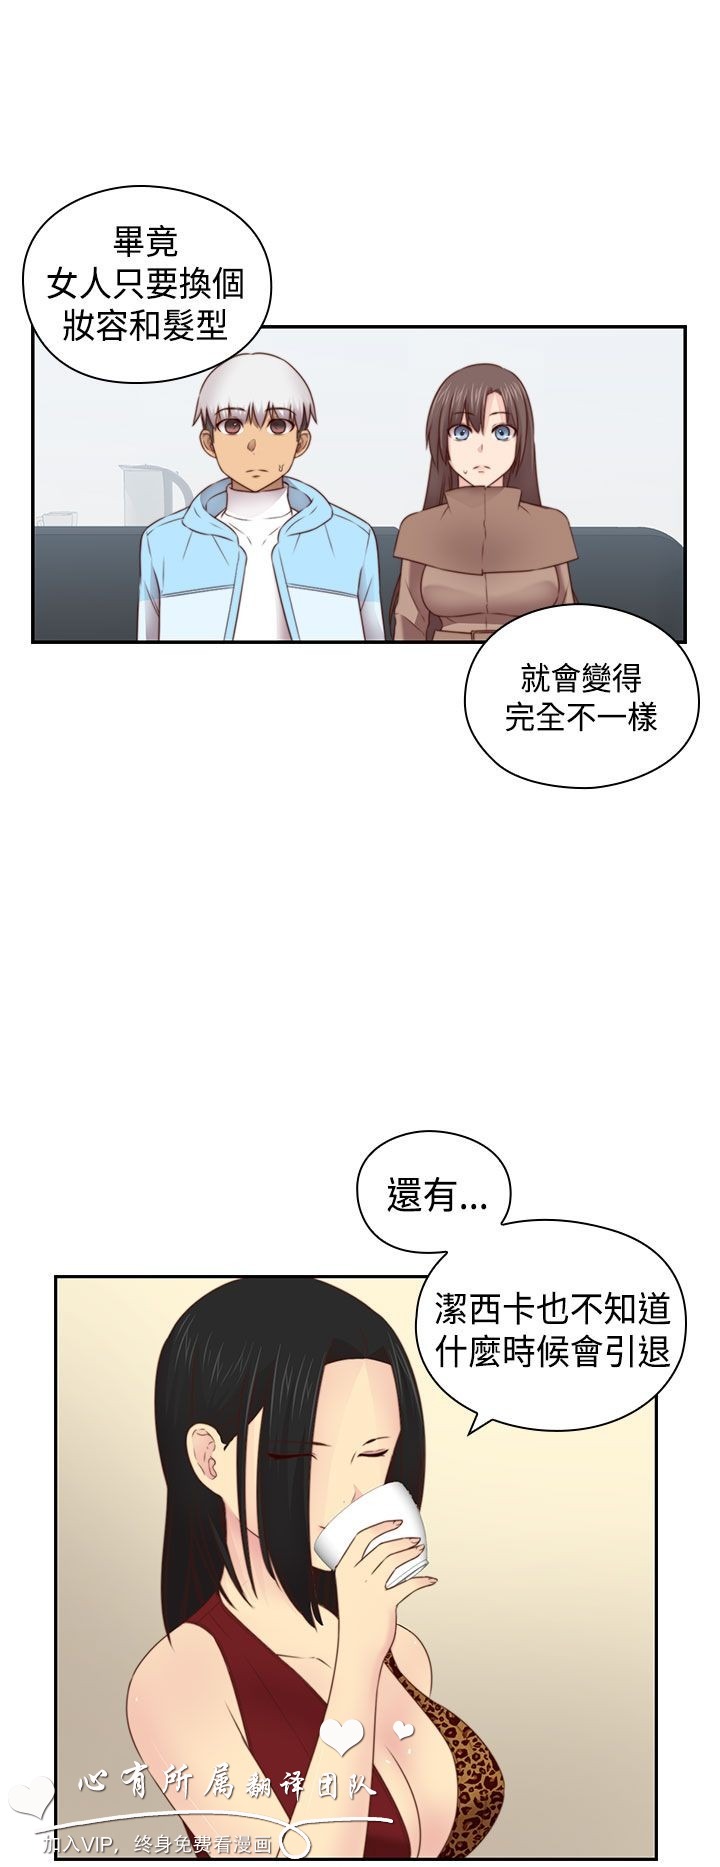 畢竟
女人只要換個
妝容和髮型
就會變得
完全不一樣
還有...
潔西卡也不知道
什麼時候會引退
心有所属翻译团队
加入VIP，终身免费看漫画